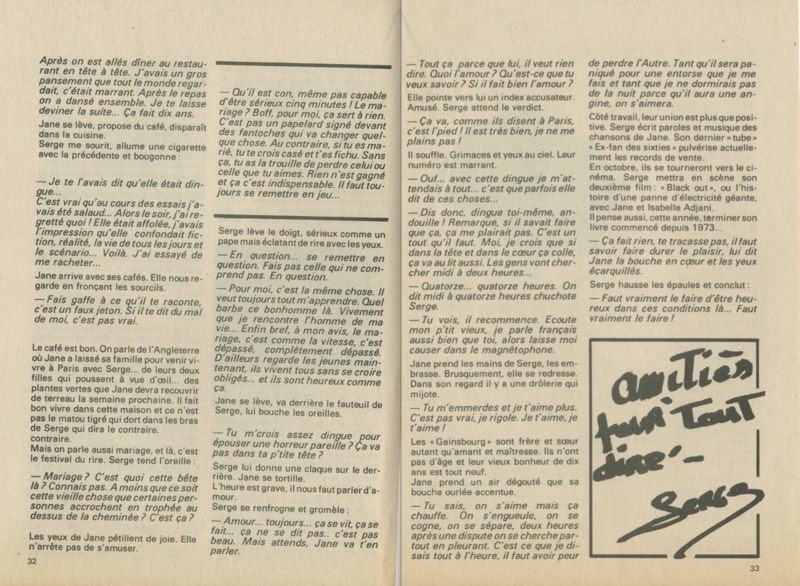 Après on est allés dîner au restau-
rant en tête à tête. J'avais un gros
pansement que tout le monde regar-
dait, c'était marrant. Après le repas
on a dansé ensemble. Je te laisse
deviner la suite... Ça fait dix ans.
Jane se lève, propose du café, disparaît
dans la cuisine.
Serge me sourit, allume une cigarette
avec la précédente et bougonne :
— Je te l'avais dit qu'elle était din-
gue...
C'est vrai qu'au cours des essais j'a-
vais été salaud... Alors le soir, j'ai re-
gretté quoi ! Elle était affolée, j'avais
l'impression qu'elle confondait fic-
tion, réalité, la vie de tous les jours et
le scénario... Voilà. J'ai essayé de
me racheter...
Jane arrive avec ses cafés. Elle nous re-
garde en fronçant les sourcils.
— Fais gaffe à ce qu'il te raconte,
c'est un faux jeton. Si il te dit du mal
de moi, c'est pas vrai.
Le café est bon. On parle de l'Angleterre
où Jane a laissé sa famille pour venir vi-
vre à Paris avec Serge... de leurs deux
filles qui poussent à vue d'œil... des
plantes vertes que Jane devra recouvrir
de terreau la semaine prochaine. Il fait
bon vivre dans cette maison et ce n'est
pas le matou tigré qui dort dans les bras
de Serge qui dira le contraire.
contraire.
Mais on parle aussi mariage, et là, c'est
le festival du rire. Serge tend l'oreille :
— Mariage ? C'est quoi cette bête
là ? Connais pas. A moins que ce soit
cette vieille chose que certaines per-
sonnes accrochent en trophée au
dessus de la cheminée ? C'est ça ?
Les yeux de Jane pétillent de joie. Elle
n'arrête pas de s'amuser.
32
— Qu'il est con, même pas capable
d'être sérieux cinq minutes ! Le ma-
riage ? Boff, pour moi, ça sert à rien.
C'est pas un papelard signé devant
des fantoches qui va changer quel-
que chose. Au contraire, si tu es ma-
rié, tu te crois casé et t'es fichu. Sans
ça, tu as la trouille de perdre celui ou
celle que tu aimes. Rien n'est gagné
et ça c'est indispensable. Il faut tou-
jours se remettre en jeu...
Serge lève le doigt, sérieux comme un
pape mais éclatant de rire avec les yeux.
— En question... se remettre en
question. Fais pas celle qui ne com-
prend pas. En question.
— Pour moi, c'est la même chose. Il
veut toujours tout m'apprendre. Quel
barbe ce bonhomme là. Vivement
que je rencontre l'homme de ma
vie... Enfin bref, à mon avis, le ma-
riage, c'est comme la vitesse, c'est
dépassé, complètement dépassé.
D'ailleurs regarde les jeunes main-
tenant, ils vivent tous sans se croire
obligés... et ils sont heureux comme
ça.
Jane se lève, va derrière le fauteuil de
Serge, lui bouche les oreilles.
— Tu m'crois assez dingue pour
épouser une horreur pareille ? Ça va
pas dans ta p'tite tête ?
Serge lui donne une claque sur le der-
rière. Jane se tortille.
L'heure est grave, il nous faut parler d'a-
mour.
Serge se renfrogne et gromèle :
— Amour... toujours... ça se vit, ça se
fait... ça ne se dit pas.. c'est pas
beau. Mais attends, Jane va t'en
parler.
— Tout ça parce que lui, il veut rien
dire. Quoi l'amour ? Qu'est-ce que tu
veux savoir ? Si il fait bien l'amour ?
Elle pointe vers lui un index accusateur.
Amusé. Serge attend le verdict.
— Ça va, comme ils disent à Paris,
c'est l'pied ! Il est très bien, je ne me
plains pas !
Il souffle. Grimaces et yeux au ciel. Leur
numéro est marrant.
— Ouf... avec cette dingue je m'at-
tendais à tout... c'est que parfois elle
dit de ces choses...
— Dis donc, dingue toi-même, an-
douille ! Remarque, si il savait faire
que ça, ça me plairait pas. C'est un
tout qu'il faut. Moi, je crois que si
dans la tête et dans le cœur ça colle,
ça va au lit aussi. Les gens vont cher-
cher midi à deux heures...
— Quatorze... quatorze heures. On
dit midi à quatorze heures chuchote
Serge.
— Tu vois, il recommence. Ecoute
mon p'tit vieux, je parle français
aussi bien que toi, alors laisse moi
causer dans le magnétophone.
Jane prend les mains de Serge, les em-
brasse. Brusquement, elle se redresse.
Dans son regard il y a une drôlerie qui
mijote.
— Tu m'emmerdes et je t'aime plus.
C'est pas vrai, je rigole. Je t'aime, je
t'aime !
Les « Gainsbourg » sont frère et sœur
autant qu'amant et maîtresse. Ils n'ont
pas d'âge et leur vieux bonheur de dix
ans est tout neuf.
Jane prend un air dégouté que sa
bouche ourlée accentue.
— Tu sais, on s'aime mais ça
chauffe. On s'engueule, on se
cogne, on se sépare, deux heures
après une dispute on se cherche par-
tout en pleurant. C'est ce que je di-
sais tout à l'heure, il faut avoir peur
de perdre l'Autre. Tant qu'il sera pa-
niqué pour une entorse que je me
fais et tant que je ne dormirais pas
de la nuit parce qu'il aura une an-
gine, on s'aimera.
Côté travail, leur union est plus que posi-
tive. Serge écrit paroles et musique des
chansons de Jane. Son dernier « tube »
« Ex-fan des sixties » pulvérise actuelle-
ment les records de vente.
En octobre, ils se tourneront vers le ci-
néma. Serge mettra en scène son
deuxième film : « Black out », ou l'his-
toire d'une panne d'électricité géante,
avec Jane et Isabelle Adjani.
Il pense aussi, cette année, terminer son
livre commencé depuis 1973...
— Ça fait rien, te tracasse pas, il faut
savoir faire durer le plaisir, lui dit
Jane la bouche en cœur et les yeux
écarquillés.
Serge hausse les épaules et conclut :
— Faut vraiment le faire d'être heu-
reux dans ces conditions là... Faut
vraiment le faire !
amitiés
pour tout
dire –
Serge
33